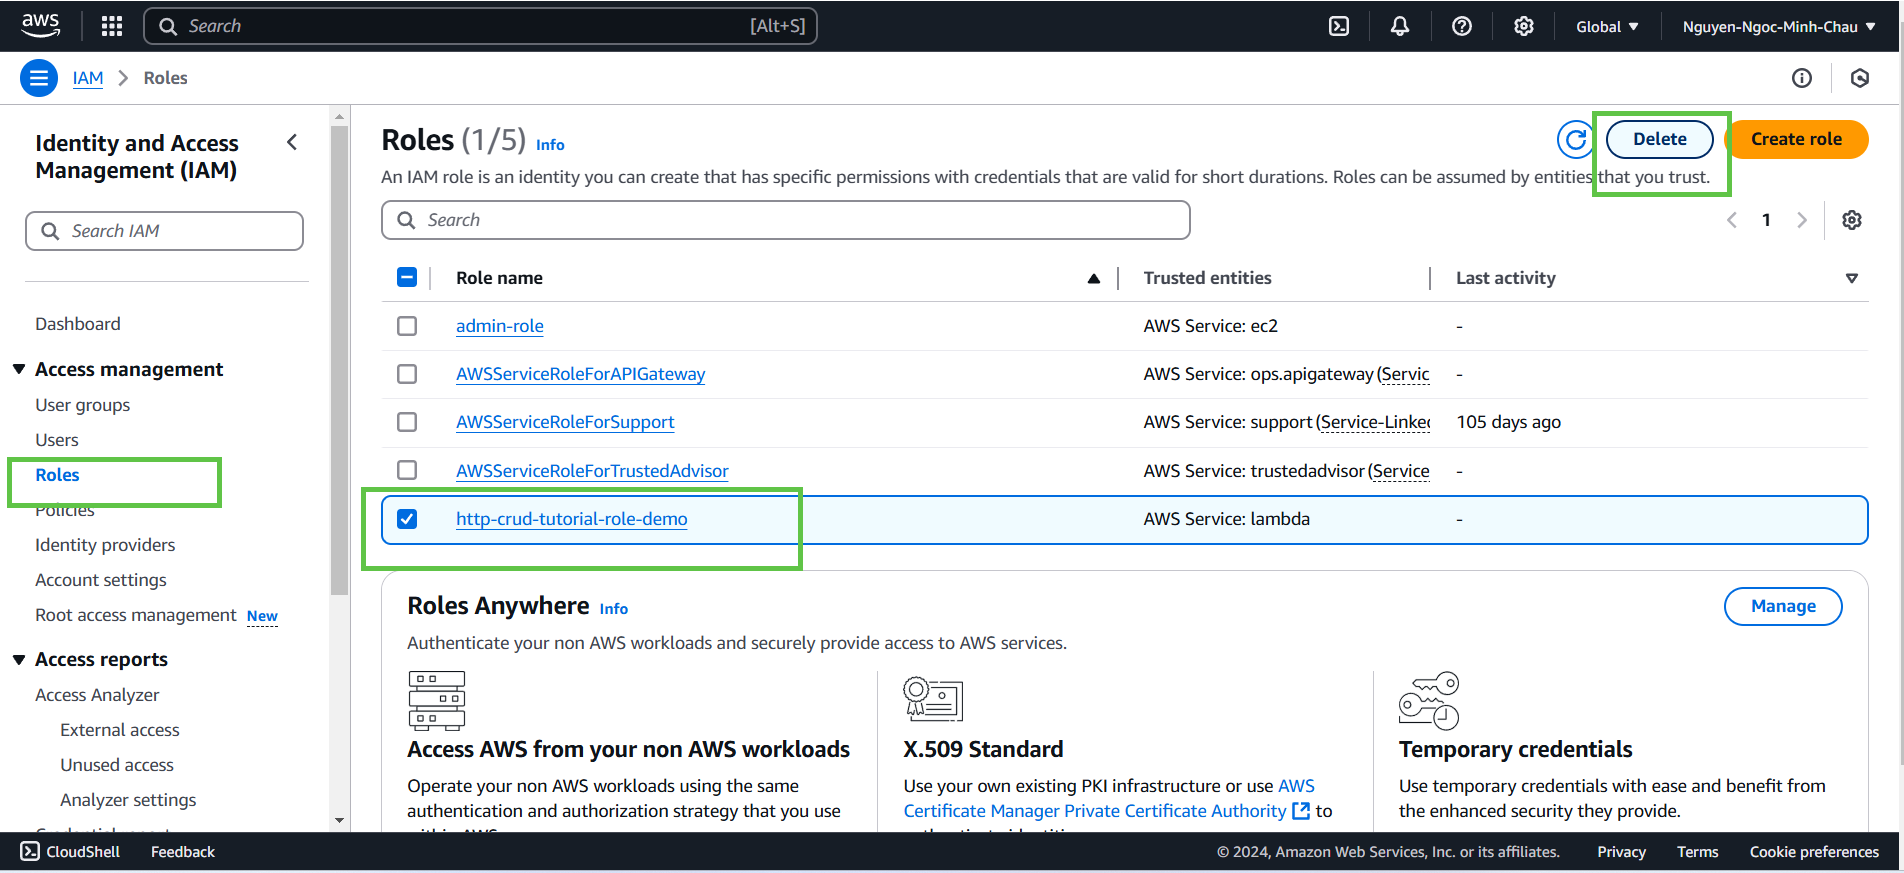 aws
Search [Alt+S]
Global
Nguyen-Ngoc-Minh-Chau
IAM
Roles
Identity and Access
Management (IAM)
Search IAM
Dashboard
Access management
User groups
Users
Roles
Policies
Identity providers
Account settings
Root access management New
Access reports
Access Analyzer
External access
Unused access
Analyzer settings
Roles (1/5) Info
Delete
Create role
An IAM role is an identity you can create that has specific permissions with credentials that are valid for short durations. Roles can be assumed by entities that you trust.
Search
1
Role name Trusted entities Last activity
admin-role AWS Service: ec2 -
AWSServiceRoleForAPIGateway AWS Service: ops.apigateway (Servic -
AWSServiceRoleForSupport AWS Service: support (Service-Linked 105 days ago
AWSServiceRoleForTrustedAdvisor AWS Service: trustedadvisor (Service -
http-crud-tutorial-role-demo AWS Service: lambda -
Roles Anywhere Info
Manage
Authenticate your non AWS workloads and securely provide access to AWS services.
Access AWS from your non AWS workloads
Operate your non AWS workloads using the same
authentication and authorization strategy that you use
within AWS
X.509 Standard
Use your own existing PKI infrastructure or use AWS
Certificate Manager Private Certificate Authority to
Temporary credentials
Use temporary credentials with ease and benefit from
the enhanced security they provide.
CloudShell Feedback
© 2024, Amazon Web Services, Inc. or its affiliates. Privacy Terms Cookie preferences